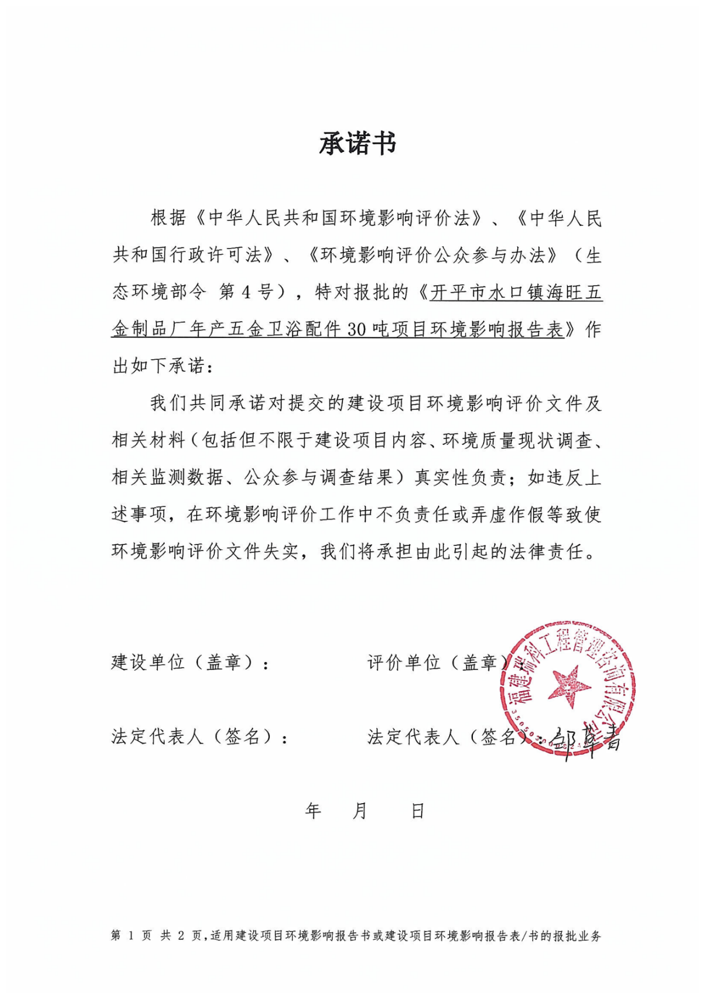 承诺书
根据《中华人民共和国环境影响评价法》、《中华人民
共和国行政许可法》、《环境影响评价公众参与办法》（生
态环境部令 第 4 号），特对报批的《开平市水口镇海旺五
金制品厂年产五金卫浴配件 30 吨项目环境影响报告表》作
出如下承诺：
我们共同承诺对提交的建设项目环境影响评价文件及
相关材料（包括但不限于建设项目内容、环境质量现状调查、
相关监测数据、公众参与调查结果）真实性负责；如违反上
述事项，在环境影响评价工作中不负责任或弄虚作假等致使
环境影响评价文件失实，我们将承担由此引起的法律责任。
建设单位（盖章）： 评价单位（盖章）：
福建瑞科工程管理咨询有限公司
法定代表人（签名）： 法定代表人（签名）：邹
年 月 日
第 1 页 共 2 页,适用建设项目环境影响报告书或建设项目环境影响报告表/书的报批业务